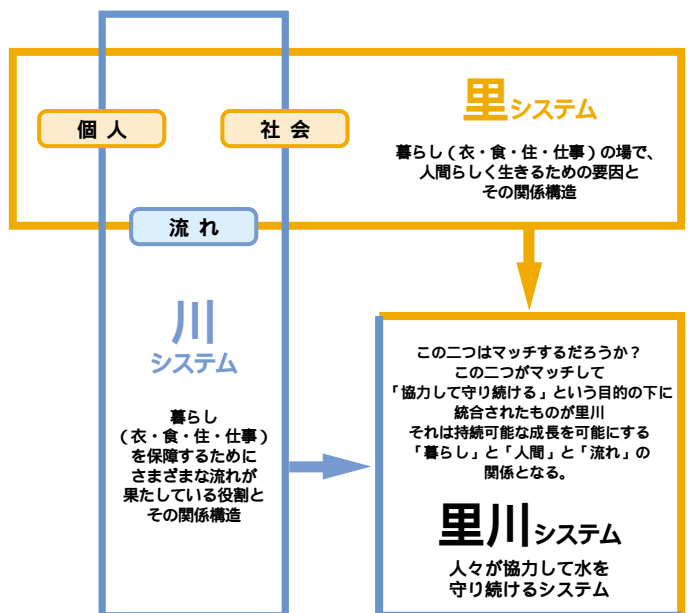 個人
社会
里システム
暮らし（衣・食・住・仕事）の場で、
人間らしく生きるための要因と
その関係構造
流れ
川
システム
暮らし
（衣・食・住・仕事）
を保障するために
さまざまな流れが
果たしている役割と
その関係構造
この二つはマッチするだろうか？
この二つがマッチして
「協力して守り続ける」という目的の下に
統合されたものが里川
それは持続可能な成長を可能にする
「暮らし」と「人間」と「流れ」の
関係となる。
里川システム
人々が協力して水を
守り続けるシステム